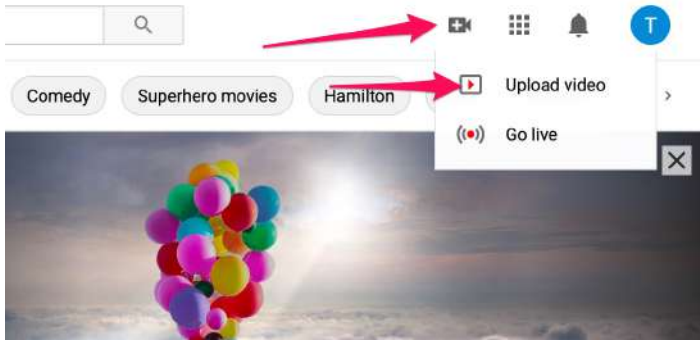 T
Upload video
Comedy
Superhero movies
Hamilton
Go live